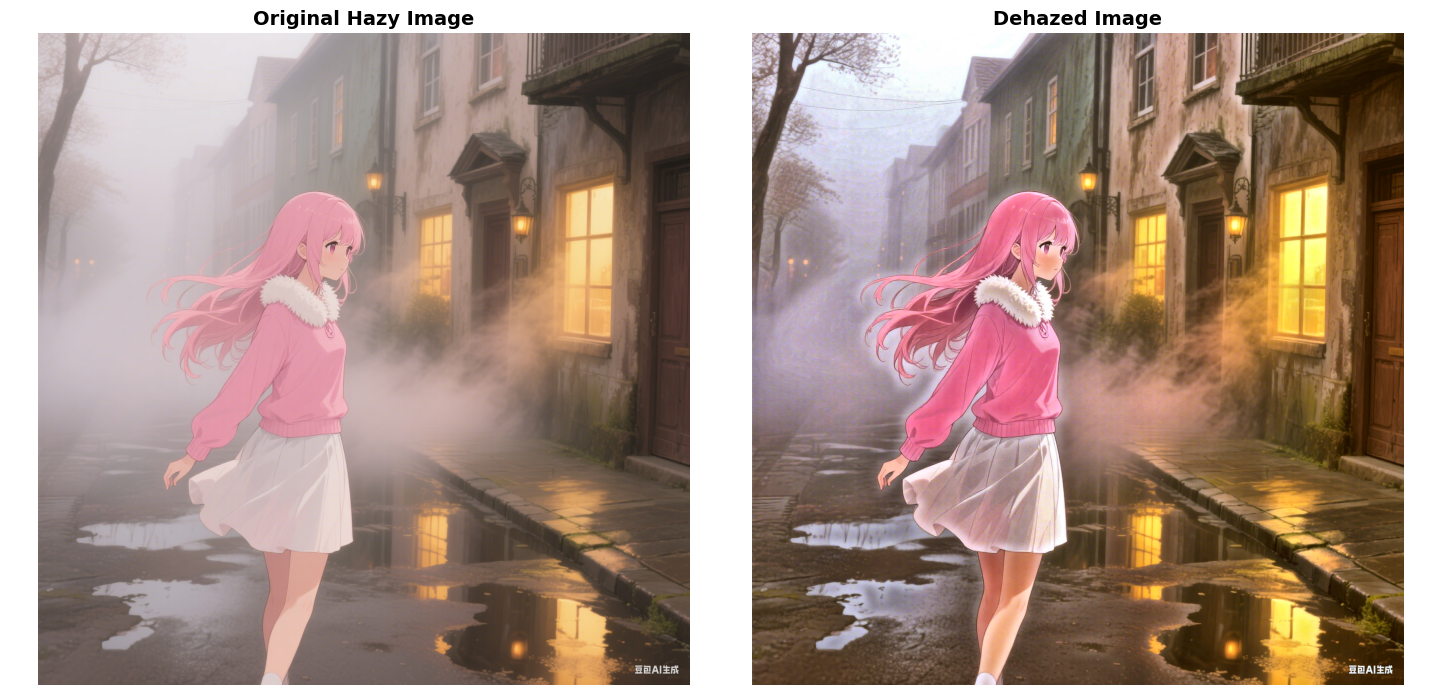 Original Hazy Image
Dehazed Image
豆包AI生成
豆包AI生成